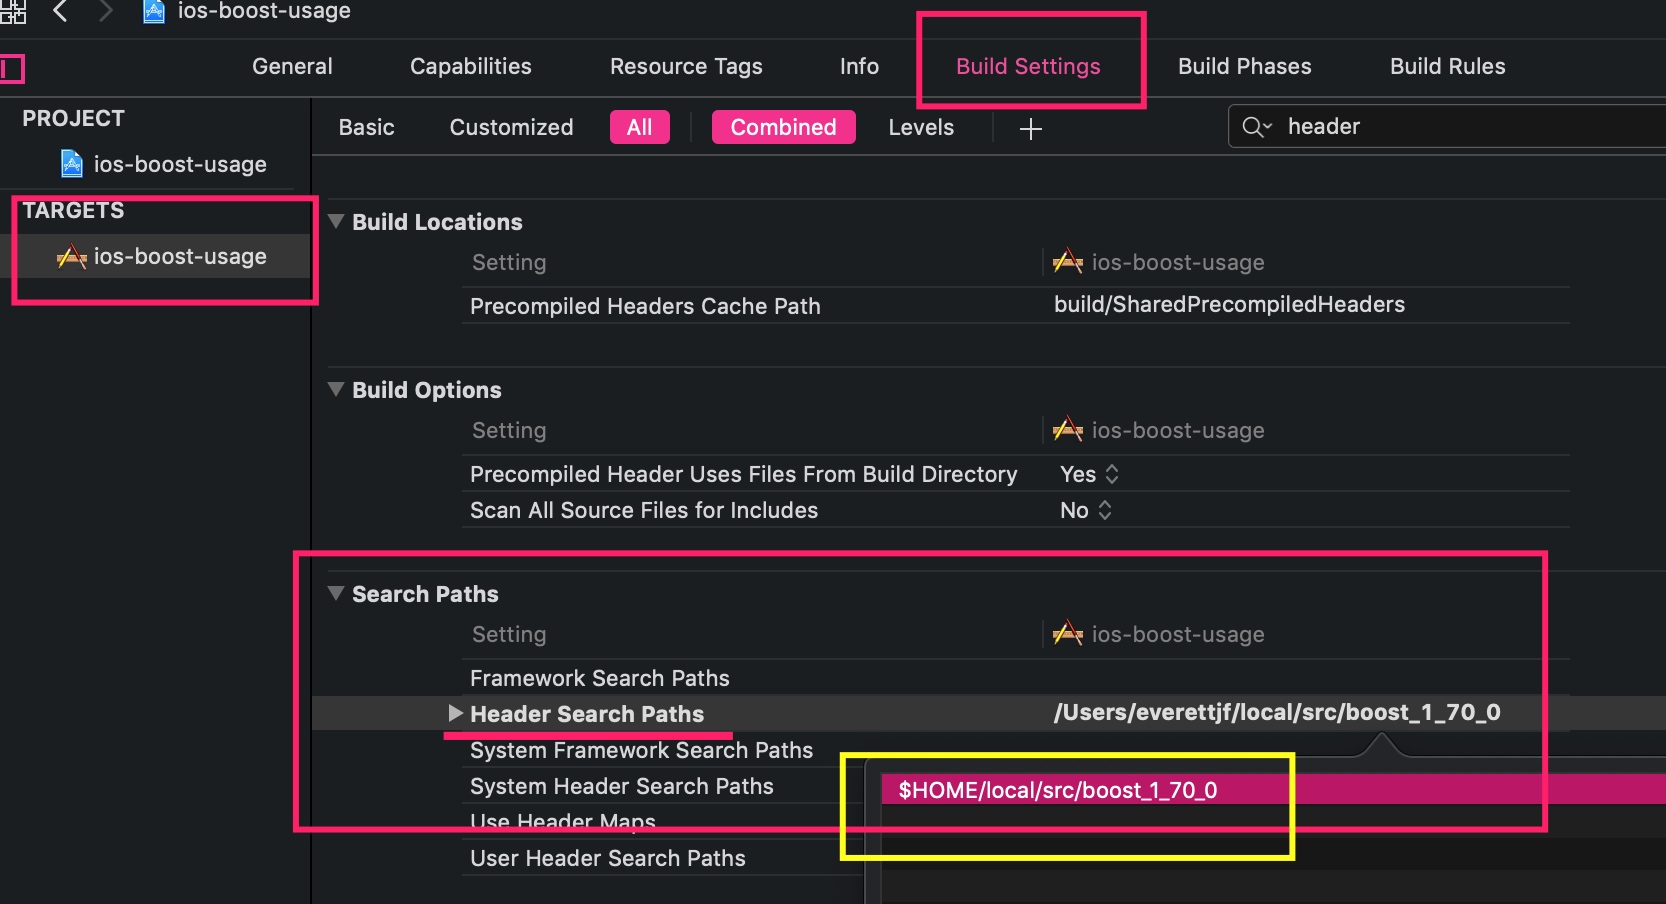 ios-boost-usage
General Capabilities Resource Tags Info Build Settings Build Phases Build Rules
PROJECT
ios-boost-usage
TARGETS
ios-boost-usage
Basic Customized All Combined Levels + header
Build Locations
Setting ios-boost-usage
Precompiled Headers Cache Path build/SharedPrecompiledHeaders
Build Options
Setting ios-boost-usage
Precompiled Header Uses Files From Build Directory Yes
Scan All Source Files for Includes No
Search Paths
Setting ios-boost-usage
Framework Search Paths
Header Search Paths /Users/everettjf/local/src/boost_1_70_0
System Framework Search Paths
System Header Search Paths $HOME/local/src/boost_1_70_0
Use Header Maps
User Header Search Paths